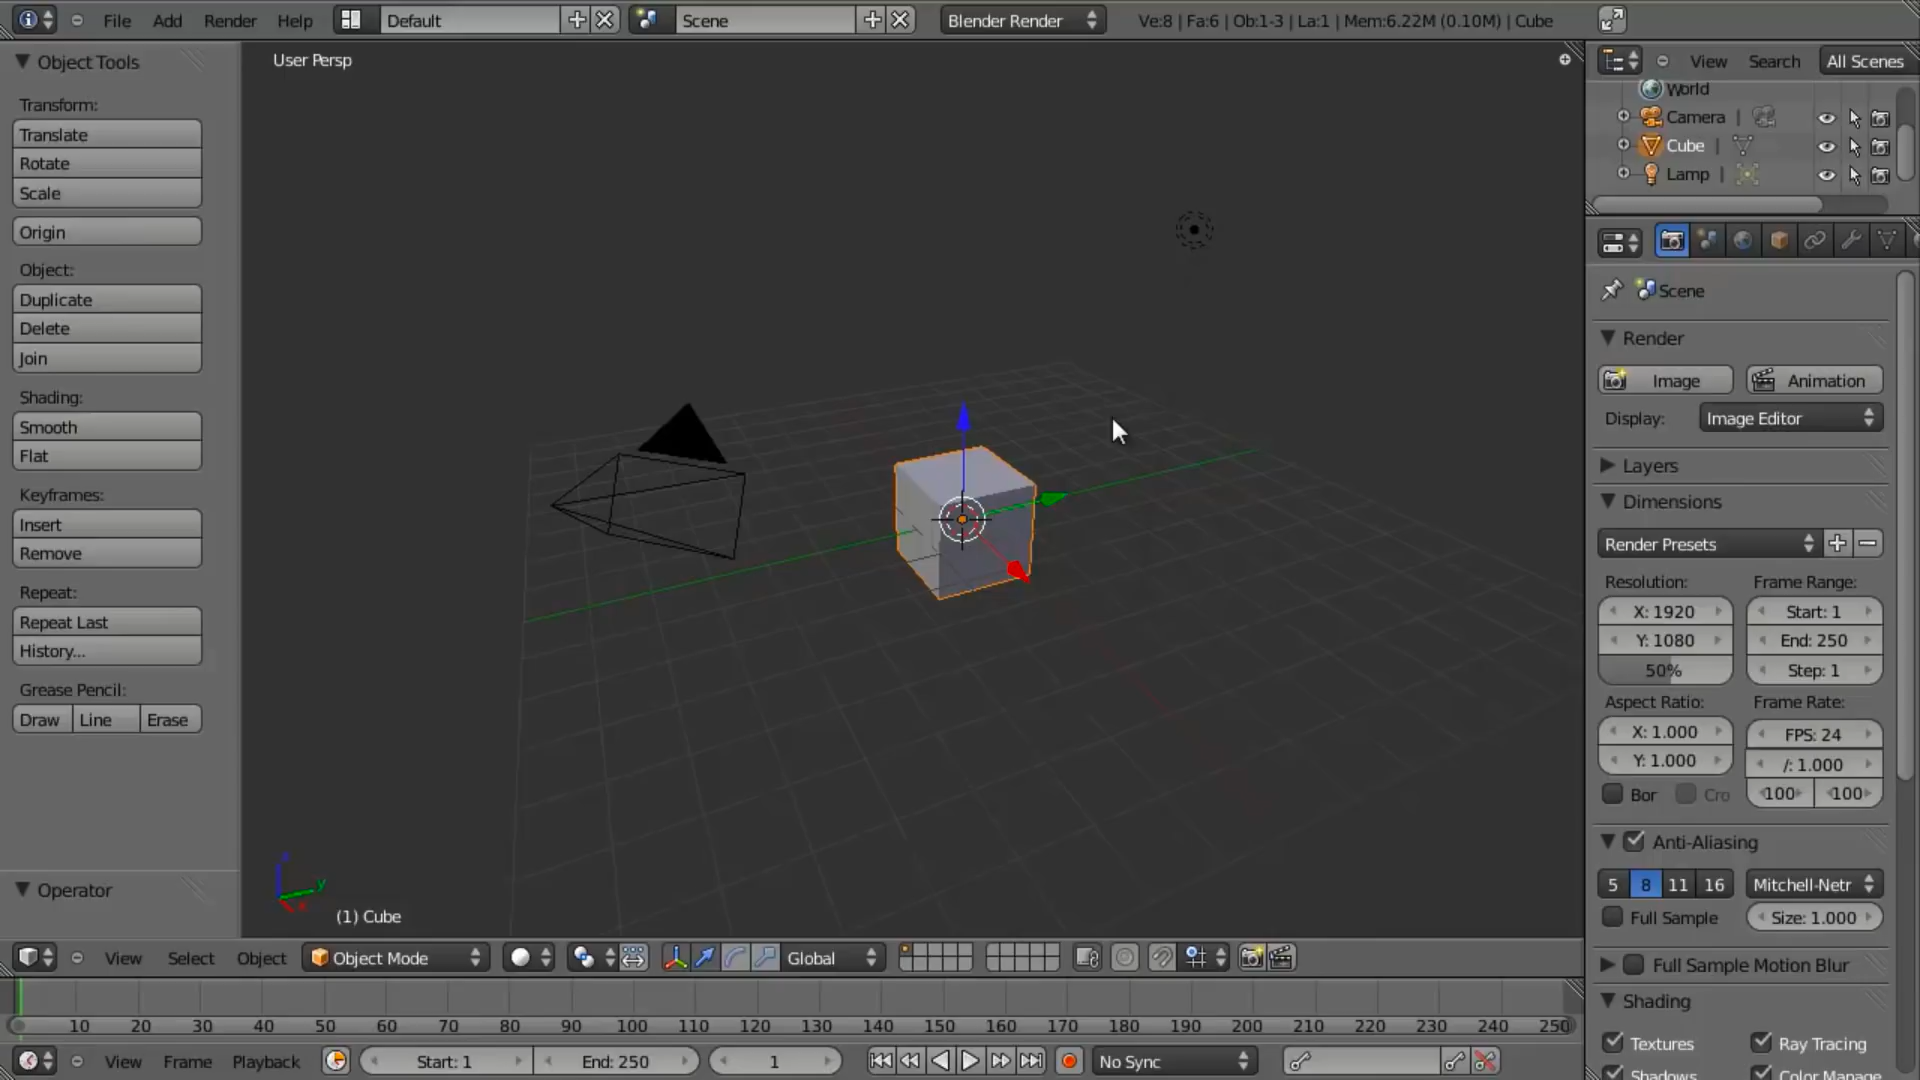 File Add Render Help Default Scene Blender Render Ve:8 | Fa:6 | Ob:1-3 | La:1 | Mem:6.22M (0.10M) | Cube
Object Tools
Transform:
Translate
Rotate
Scale
Origin
Object:
Duplicate
Delete
Join
Shading:
Smooth
Flat
Keyframes:
Insert
Remove
Repeat:
Repeat Last
History...
Grease Pencil:
Draw Line Erase
Operator
User Persp
z
y
x
(1) Cube
View Search All Scenes
World
Camera
Cube
Lamp
Scene
Render
Image Animation
Display: Image Editor
Layers
Dimensions
Render Presets
Resolution: Frame Range:
X: 1920 Start: 1
Y: 1080 End: 250
50% Step: 1
Aspect Ratio: Frame Rate:
X: 1.000 FPS: 24
Y: 1.000 /: 1.000
Bor Cro 100 100
Anti-Aliasing
5 8 11 16 Mitchell-Netr
Full Sample Size: 1.000
Full Sample Motion Blur
Shading
Textures Ray Tracing
Shadows Color Manage
View Select Object Object Mode Global
10 20 30 40 50 60 70 80 90 100 110 120 130 140 150 160 170 180 190 200 210 220 230 240 250
View Frame Playback Start: 1 End: 250 1 No Sync